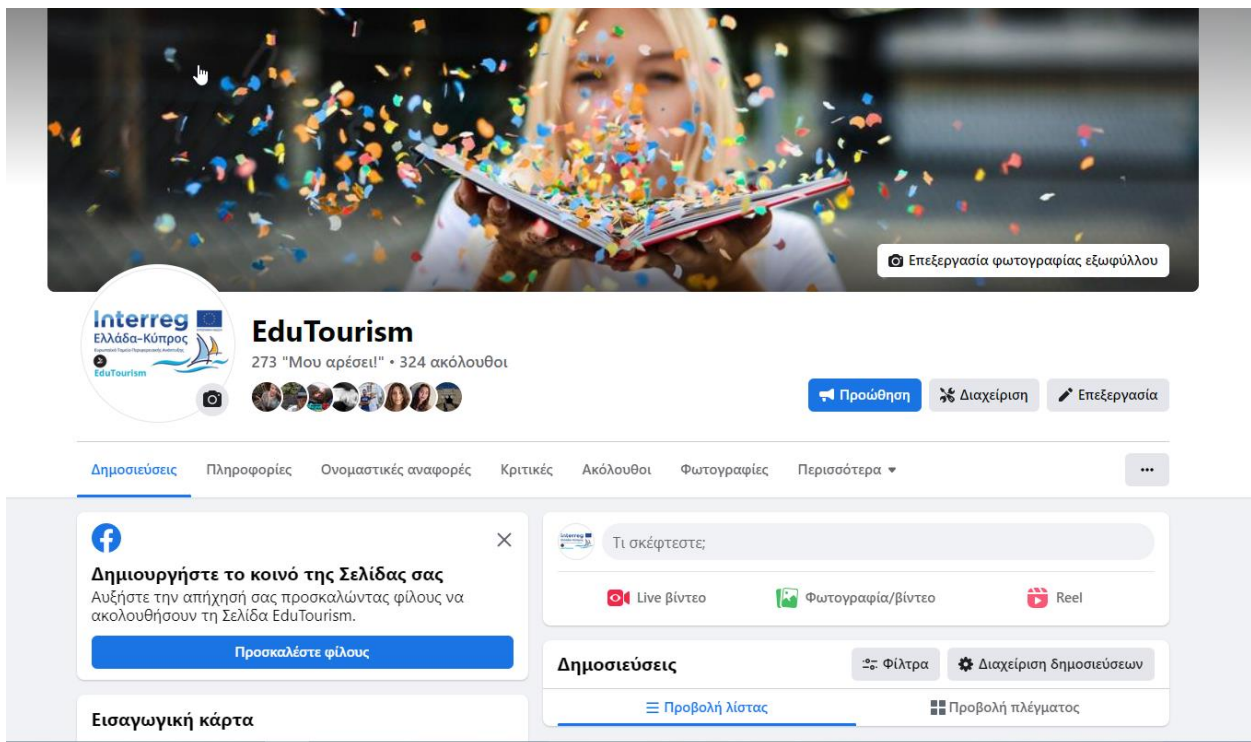 Επεξεργασία φωτογραφίας εξωφύλλου
Interreg
Ελλάδα-Κύπρος
EduTourism
EduTourism
273 "Μου αρέσει!" • 324 ακόλουθοι
Προώθηση
Διαχείριση
Επεξεργασία
Δημοσιεύσεις
Πληροφορίες
Ονομαστικές αναφορές
Κριτικές
Ακόλουθοι
Φωτογραφίες
Περισσότερα
Δημιουργήστε το κοινό της Σελίδας σας
Αυξήστε την απήχησή σας προσκαλώντας φίλους να
ακολουθήσουν τη Σελίδα EduTourism.
Προσκαλέστε φίλους
Εισαγωγική κάρτα
Τι σκέφτεστε;
Live βίντεο
Φωτογραφία/βίντεο
Reel
Δημοσιεύσεις
Φίλτρα
Διαχείριση δημοσιεύσεων
Προβολή λίστας
Προβολή πλέγματος